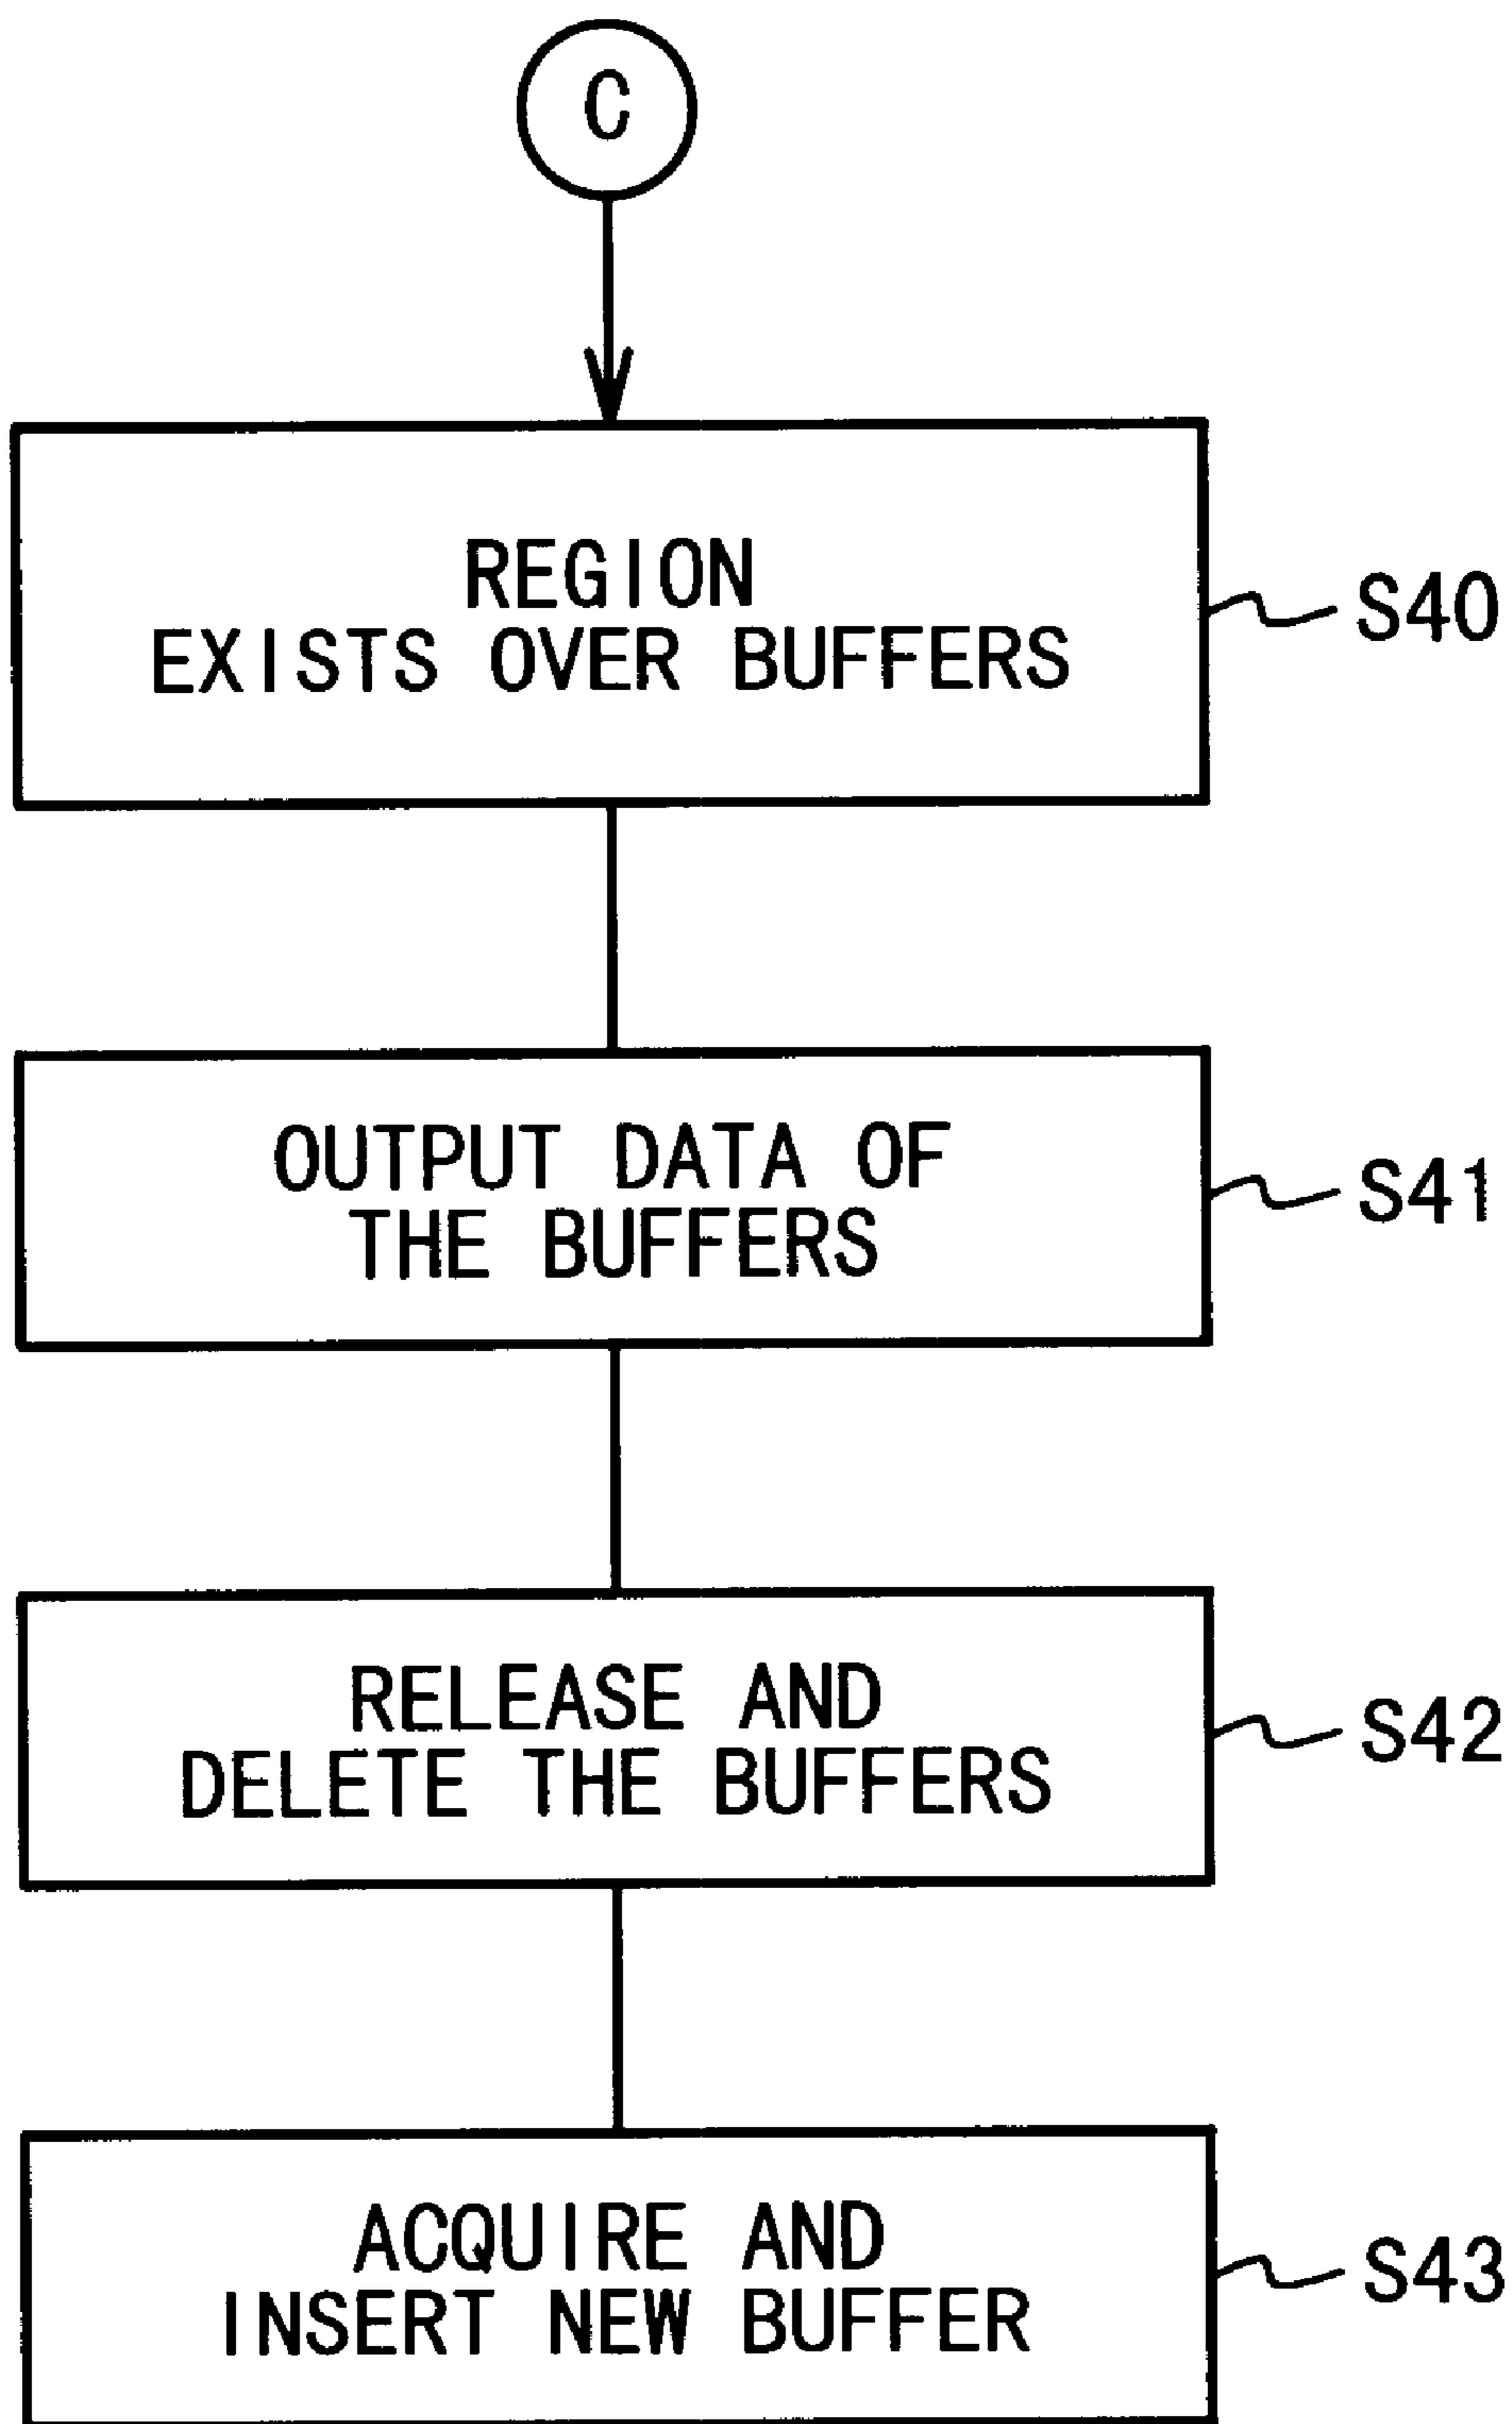 C
REGION
EXISTS OVER BUFFERS
S40
OUTPUT DATA OF
THE BUFFERS
S41
RELEASE AND
DELETE THE BUFFERS
S42
ACQUIRE AND
INSERT NEW BUFFER
S43